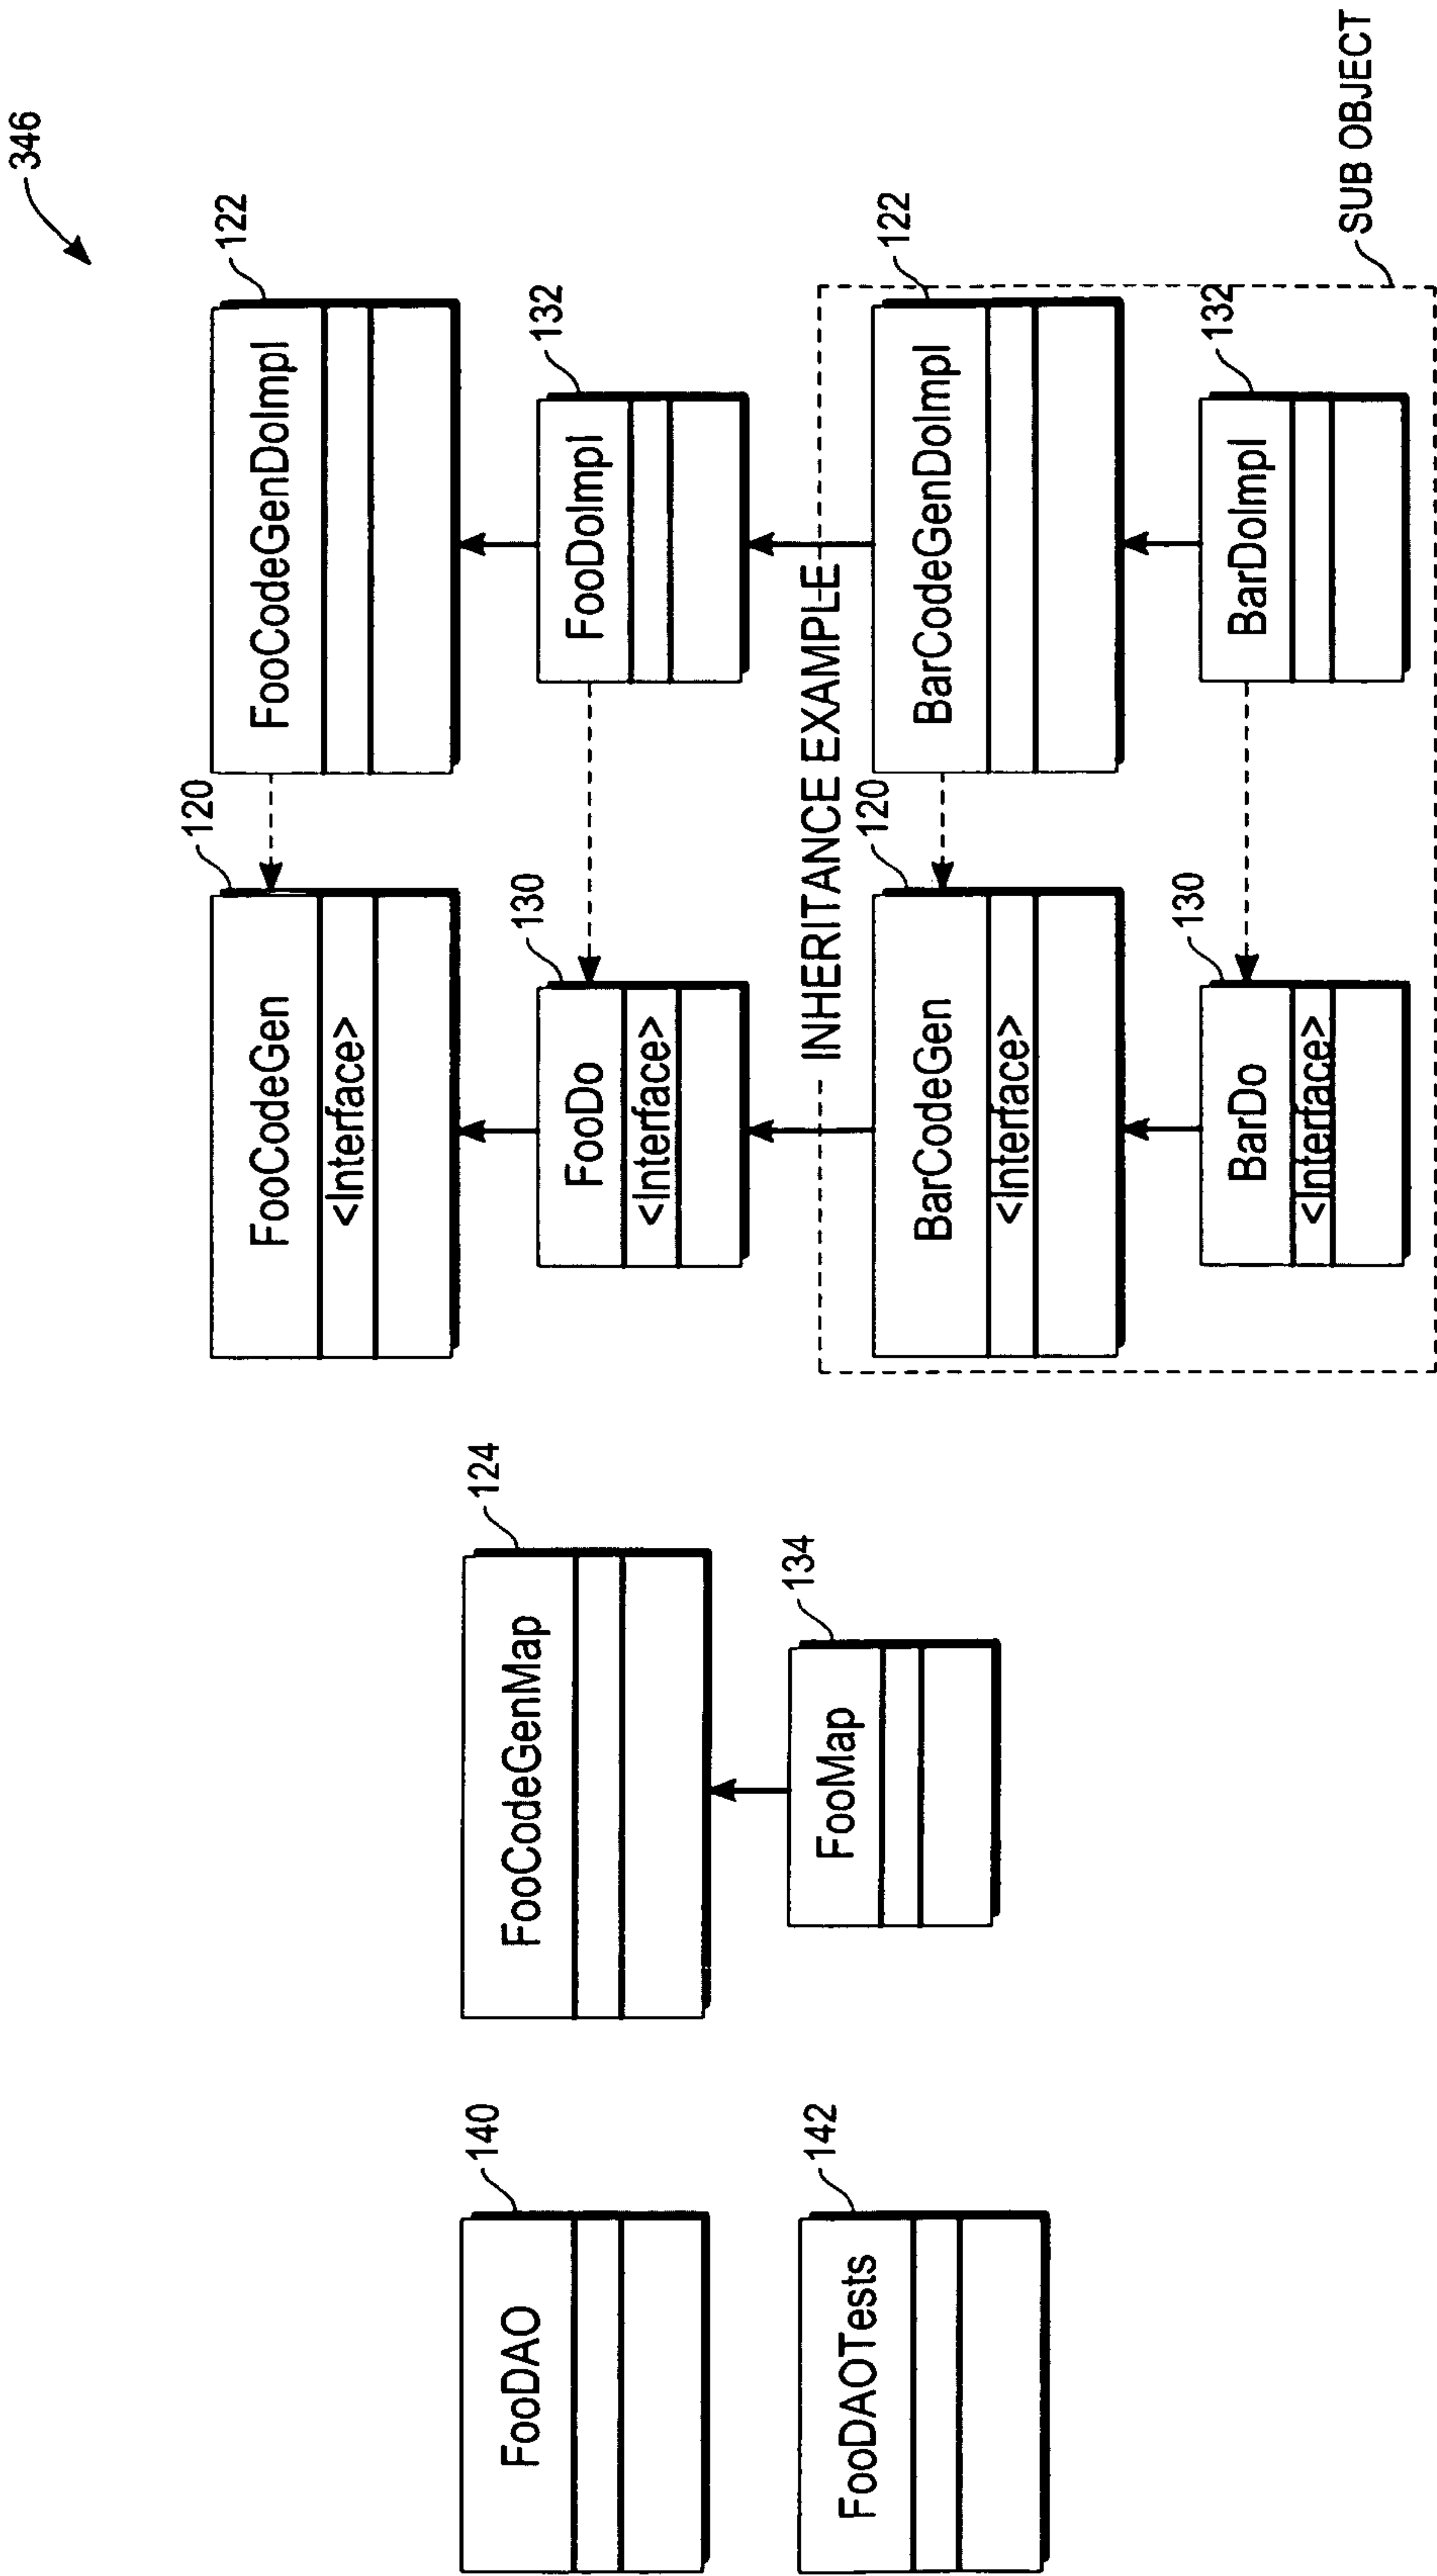 346
FooDAO
140
FooDAOTests
142
FooCodeGenMap
124
FooMap
134
FooCodeGen
<Interface>
120
FooCodeGenDoImpl
122
FooDo
<Interface>
130
FooDoImpl
132
INHERITANCE EXAMPLE
BarCodeGen
<Interface>
120
BarCodeGenDoImpl
122
BarDo
<Interface>
130
BarDoImpl
132
SUB OBJECT